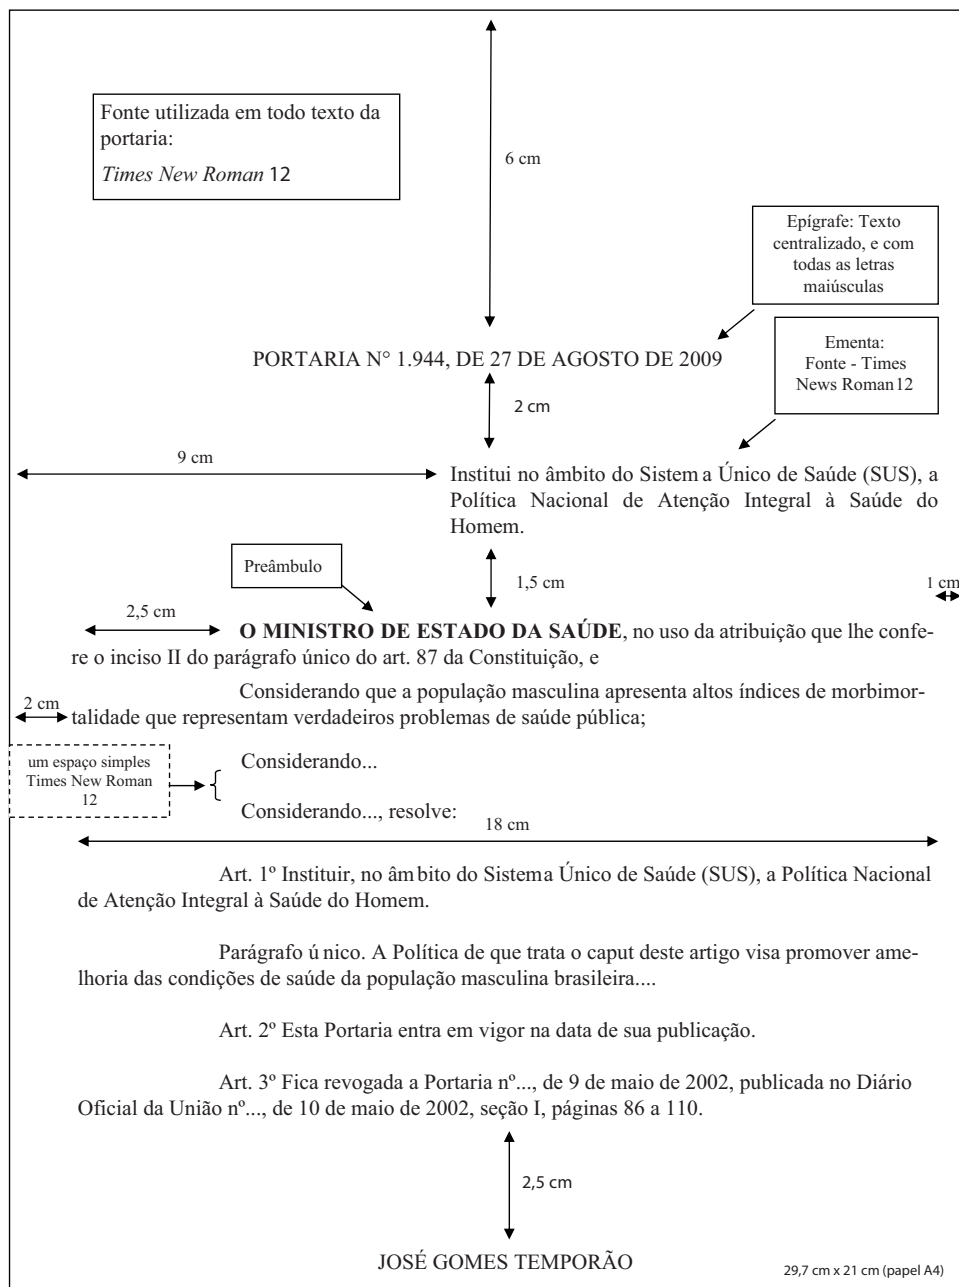 Fonte utilizada em todo texto da
portaria:
Times New Roman 12
6 cm
Epígrafe: Texto
centralizado, e com
todas as letras
maiúsculas
PORTARIA N° 1.944, DE 27 DE AGOSTO DE 2009
Ementa:
Fonte - Times
News Roman12
2 cm
9 cm
Institui no âmbito do Sistem a Único de Saúde (SUS), a
Política Nacional de Atenção Integral à Saúde do
Homem.
Preâmbulo
1,5 cm
1 cm
2,5 cm
O MINISTRO DE ESTADO DA SAÚDE, no uso da atribuição que lhe confe-
re o inciso II do parágrafo único do art. 87 da Constituição, e
Considerando que a população masculina apresenta altos índices de morbimor-
2 cm
talidade que representam verdadeiros problemas de saúde pública;
um espaço simples
Times New Roman
12
Considerando...
Considerando..., resolve:
18 cm
Art. 1º Instituir, no âm bito do Sistema Único de Saúde (SUS), a Política Nacional
de Atenção Integral à Saúde do Homem.
Parágrafo ú nico. A Política de que trata o caput deste artigo visa promover ame-
lhoria das condições de saúde da população masculina brasileira....
Art. 2º Esta Portaria entra em vigor na data de sua publicação.
Art. 3º Fica revogada a Portaria nº..., de 9 de maio de 2002, publicada no Diário
Oficial da União nº..., de 10 de maio de 2002, seção I, páginas 86 a 110.
2,5 cm
JOSÉ GOMES TEMPORÃO
29,7 cm x 21 cm (papel A4)